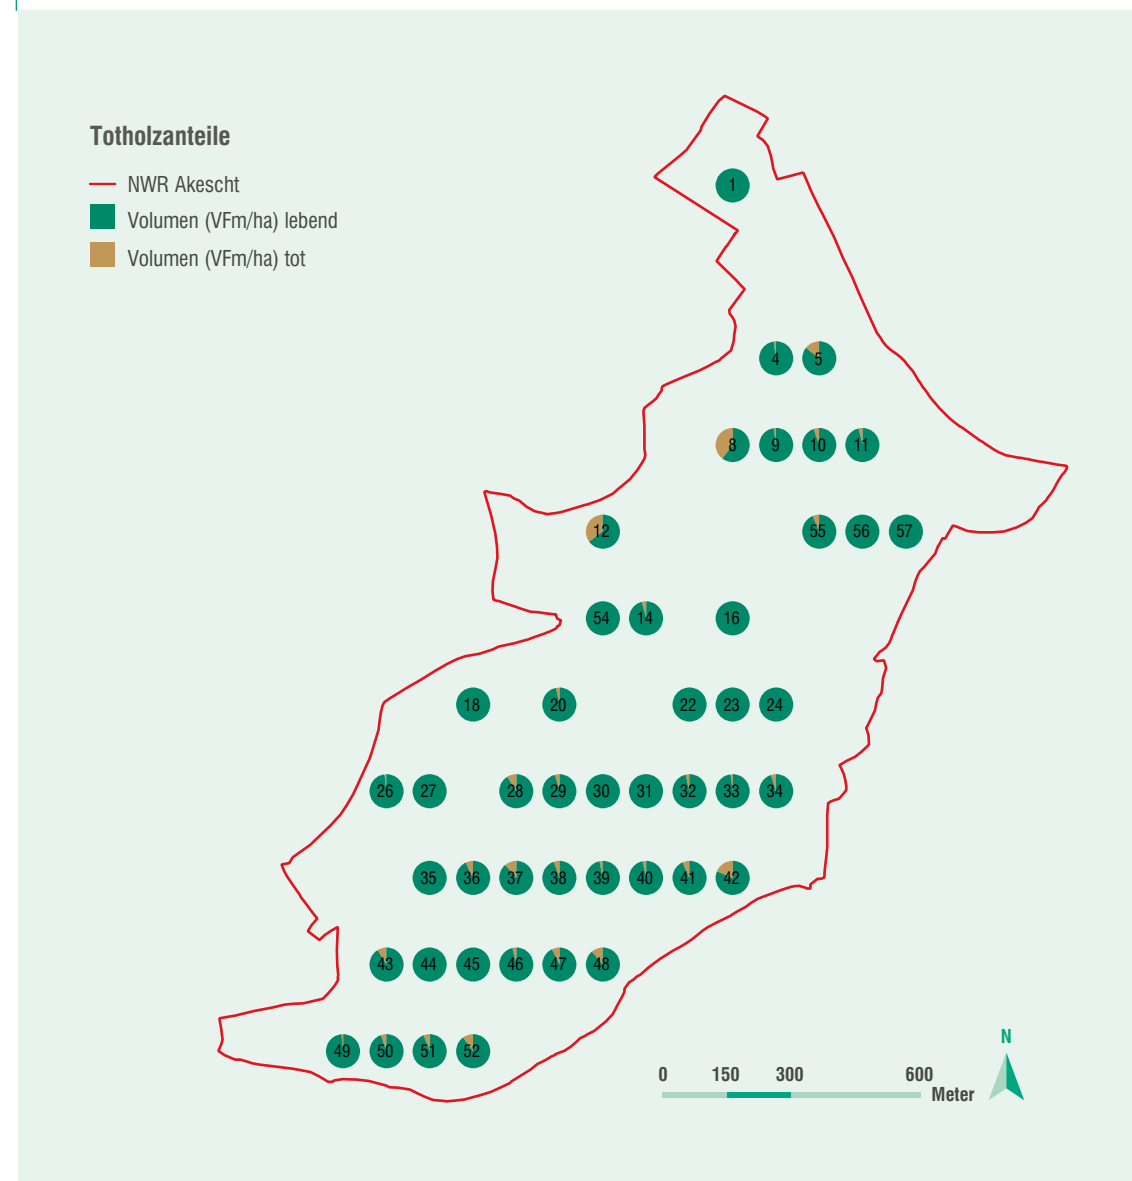 Totholzanteile
NWR Akescht
Volumen (VFm/ha) lebend
Volumen (VFm/ha) tot
1
4 5
8 9 10 11
12 55 56 57
54 14 16
18 20 22 23 24
26 27 28 29 30 31 32 33 34
35 36 37 38 39 40 41 42
43 44 45 46 47 48
49 50 51 52
N
0 150 300 600
Meter